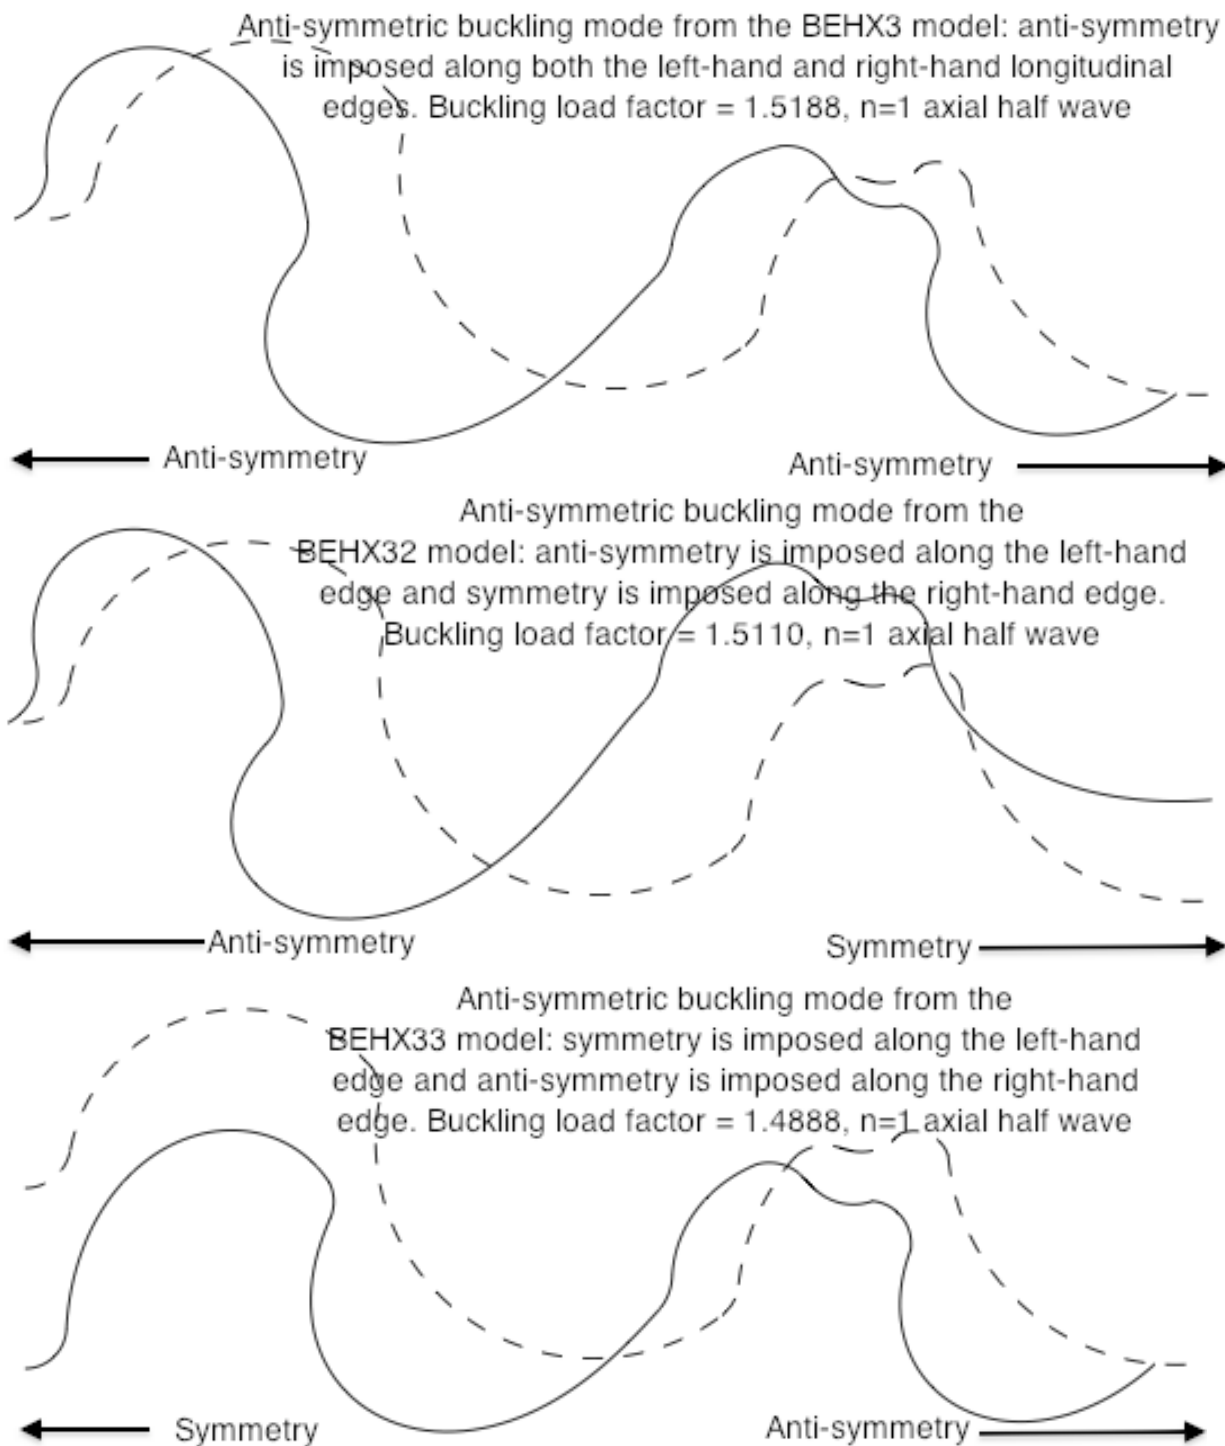 Anti-symmetric buckling mode from the BEHX3 model: anti-symmetry
is imposed along both the left-hand and right-hand longitudinal
edges. Buckling load factor = 1.5188, n=1 axial half wave
Anti-symmetry
Anti-symmetry
Anti-symmetric buckling mode from the
BEHX32 model: anti-symmetry is imposed along the left-hand
edge and symmetry is imposed along the right-hand edge.
Buckling load factor = 1.5110, n=1 axial half wave
Anti-symmetry
Symmetry
Anti-symmetric buckling mode from the
BEHX33 model: symmetry is imposed along the left-hand
edge and anti-symmetry is imposed along the right-hand
edge. Buckling load factor = 1.4888, n=1 axial half wave
Symmetry
Anti-symmetry